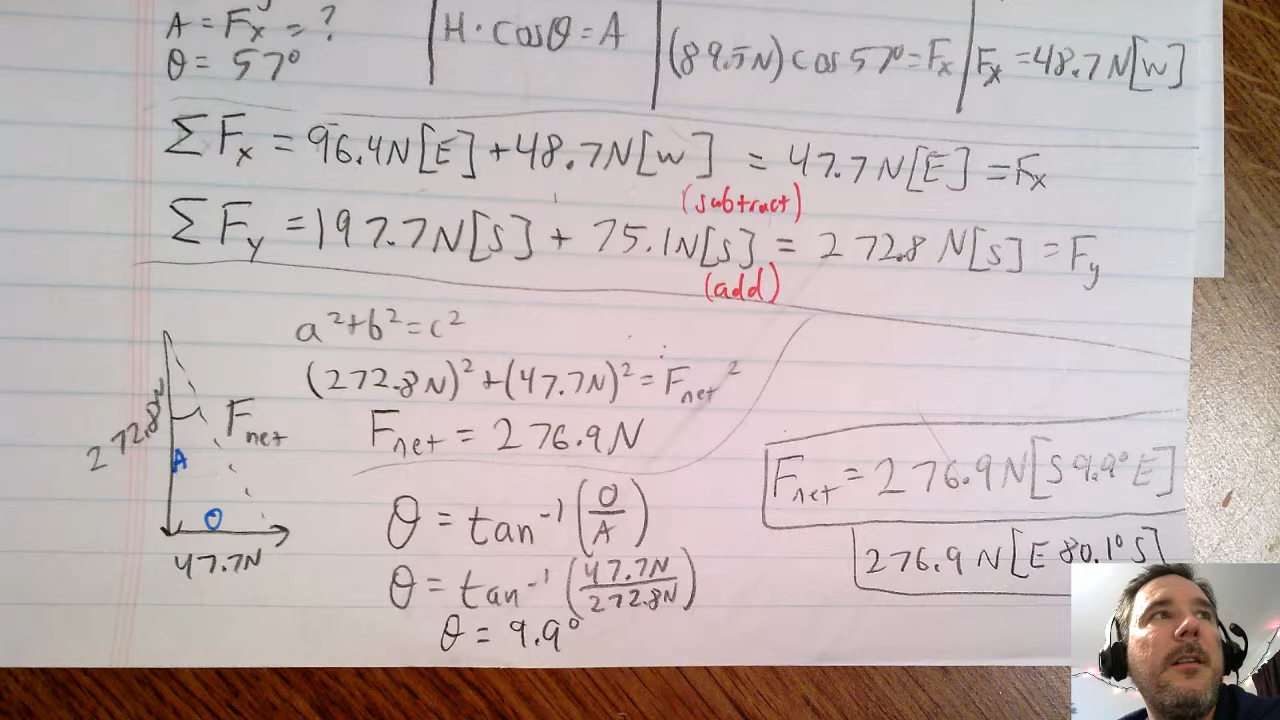 A = Fx = ?
θ = 57°
H · cosθ = A
(89.5N) cos 57° = Fx
Fx = 48.7 N[W]
ΣFx = 96.4N[E] + 48.7N[W] = 47.7N[E] = Fx
(subtract)
ΣFy = 197.7N[S] + 75.1N[S] = 272.8 N[S] = Fy
(add)
a²+b²=c²
(272.8N)²+(47.7N)²=Fnet²
Fnet = 276.9N
272.8N
Fnet
A
O
47.7N
θ = tan⁻¹(O/A)
θ = tan⁻¹(47.7N/272.8N)
θ = 9.9°
Fnet = 276.9N[S 9.9° E]
276.9 N[E 80.1° S]